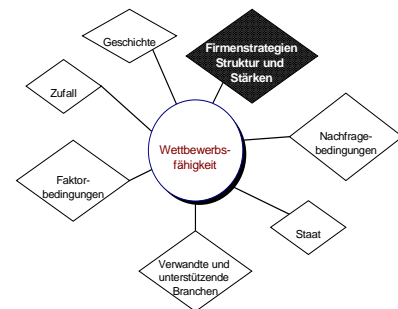 Geschichte
Firmenstrategien
Struktur und
Stärken
Zufall
Wettbewerbs-
fähigkeit
Nachfrage-
bedingungen
Faktor-
bedingungen
Staat
Verwandte und
unterstützende
Branchen